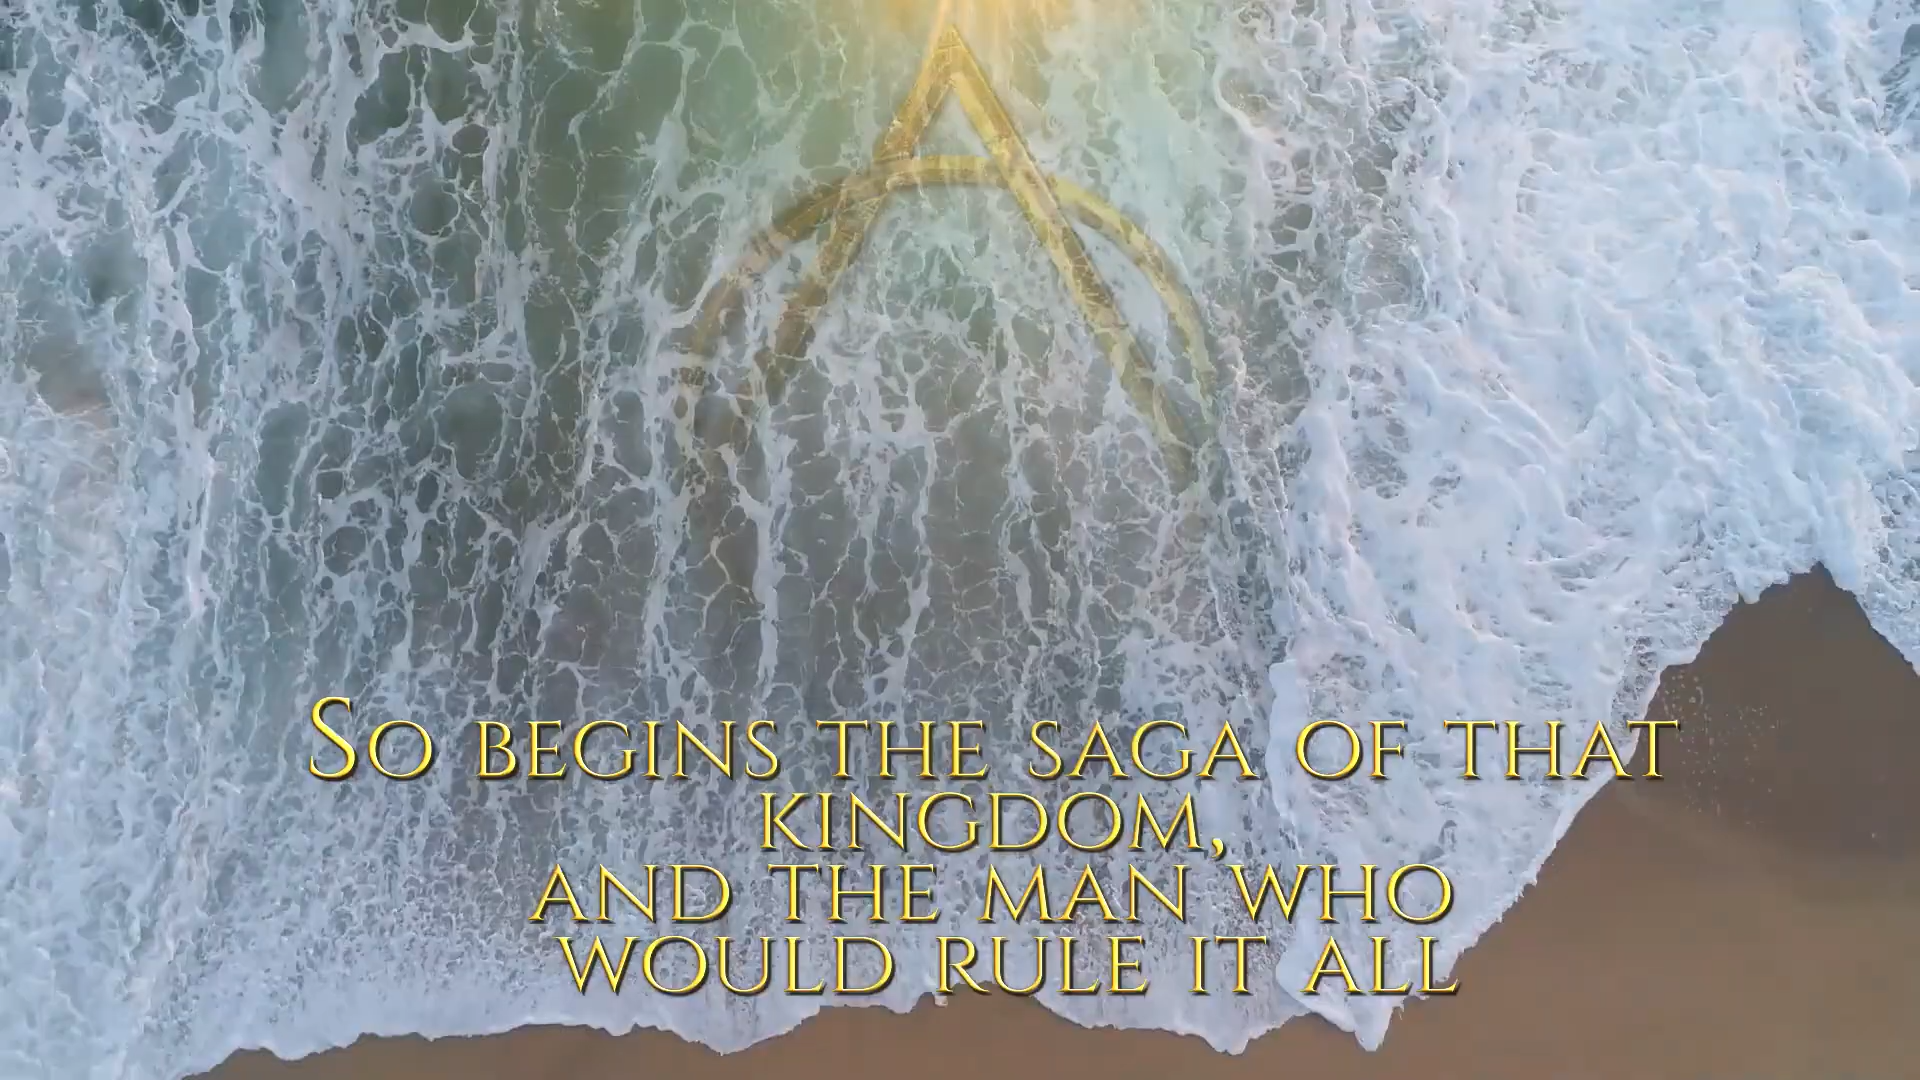 So begins the saga of that
kingdom,
and the man who
would rule it all